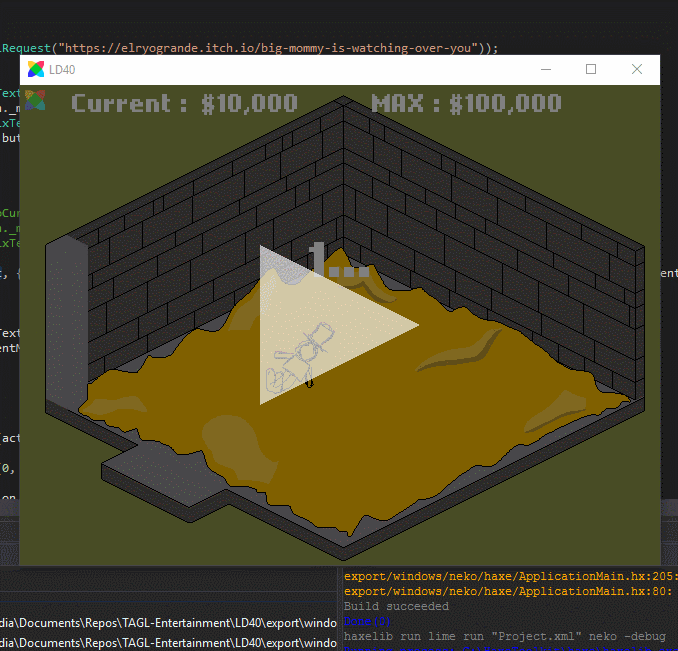 Request("https://elryogrande.itch.io/big-mommy-is-watching-over-you"));
LD40
Current : $10,000
MAX : $100,000
but
1...
export/windows/neko/haxe/ApplicationMain.hx:205:
export/windows/neko/haxe/ApplicationMain.hx:80:
Build succeeded
Done(0)
dia\Documents\Repos\TAGL-Entertainment\LD40\export\windo
haxelib run lime run "Project.xml" neko -debug
dia\Documents\Repos\TAGL-Entertainment\LD40\export\windo